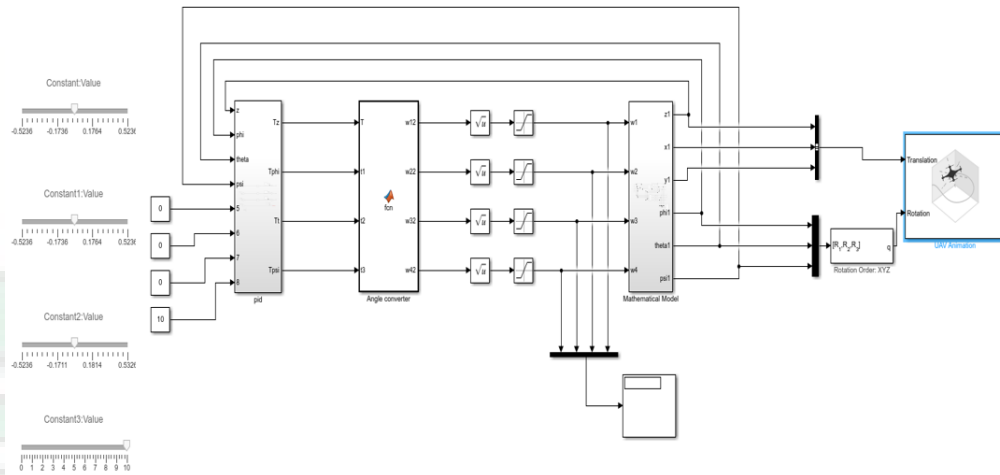 Constant:Value
-0.5236 -0.1736 0.1764 0.5236
Constant1:Value
-0.5236 -0.1736 0.1764 0.5236
Constant2:Value
-0.5236 -0.1711 0.1814 0.5326
Constant3:Value
0 1 2 3 4 5 6 7 8 9 10
0
0
0
10
z
phi
theta
psi
5
6
7
8
Tz
Tphi
Tt
Tpsi
pid
T
t1
t2
t3
fcn
w12
w22
w32
w42
Angle converter
√u
√u
√u
√u
w1
w2
w3
w4
z1
x1
y1
phi1
theta1
psi1
Mathematical Model
[R₁R₂R₃] q
Rotation Order: XYZ
Translation
Rotation
UAV Animation